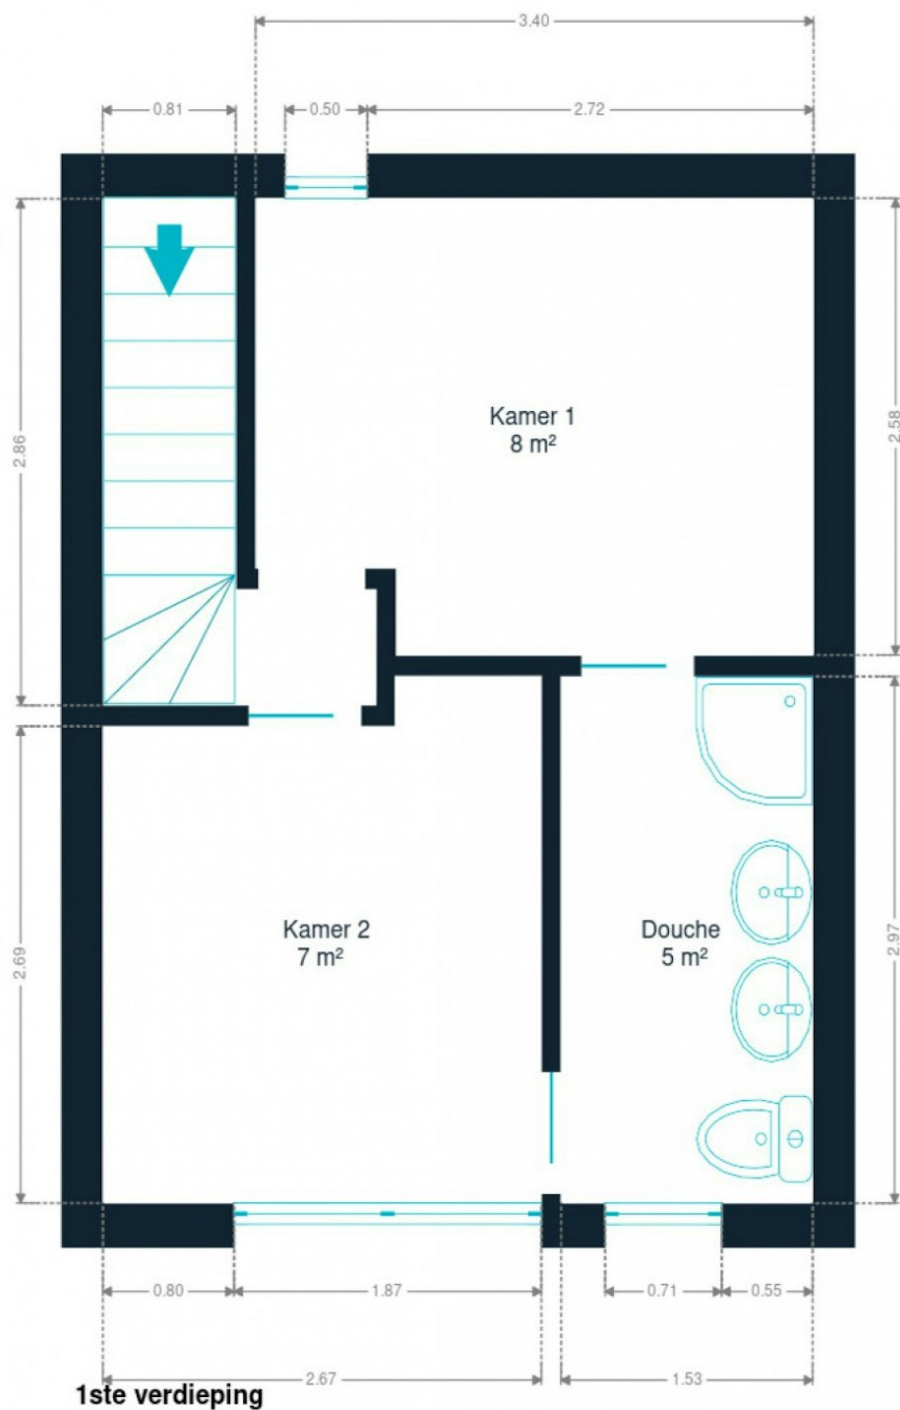 3.40
0.81
0.50
2.72
2.86
2.58
Kamer 1
8 m²
Kamer 2
7 m²
Douche
5 m²
2.69
2.97
0.80
1.87
0.71
0.55
2.67
1.53
1ste verdieping